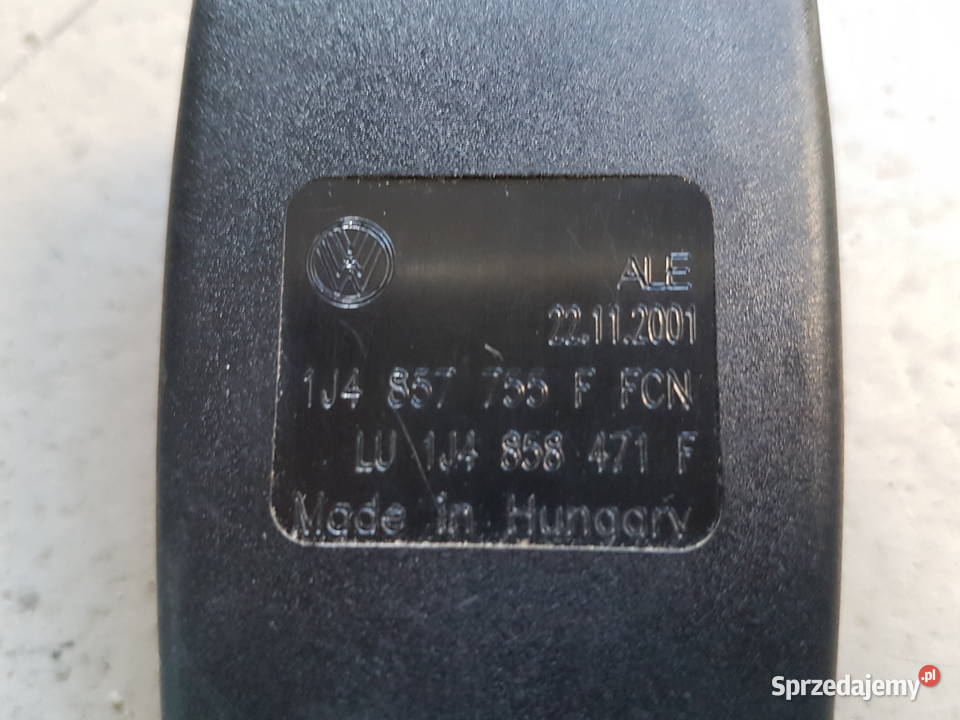 ALE
22.11.2001
1J4 857 755 F FCN
LU 1J4 858 471 F
Made in Hungary
Sprzedajemy.pl